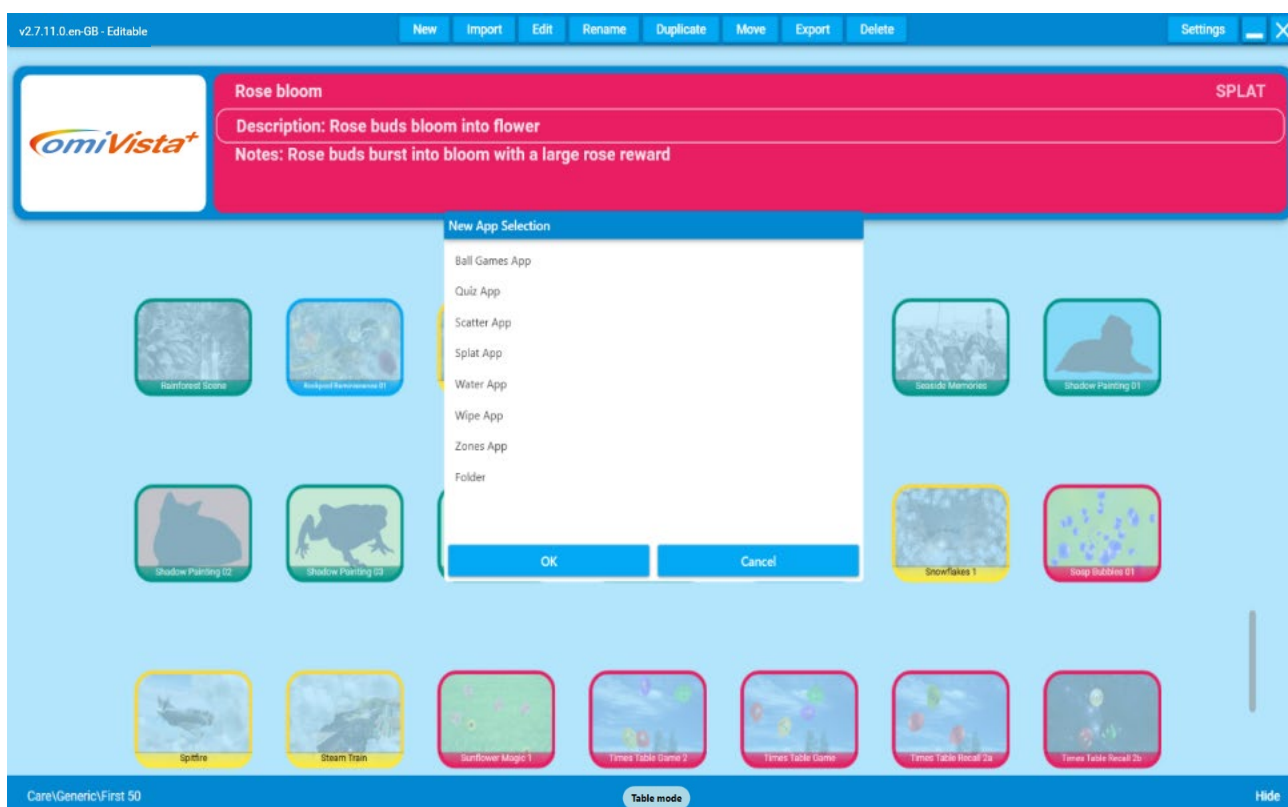 v2.7.11.0.en-GB - Editable
New Import Edit Rename Duplicate Move Export Delete
Settings
Rose bloom
SPLAT
omiVista+
Description: Rose buds bloom into flower
Notes: Rose buds burst into bloom with a large rose reward
New App Selection
Ball Games App
Quiz App
Scatter App
Splat App
Water App
Wipe App
Zones App
Folder
OK Cancel
Rainforest Scene
Rockpool Reminiscence 01
Seaside Memories
Shadow Painting 01
Shadow Painting 02
Shadow Painting 03
Snowflakes 1
Soap Bubbles 01
Spitfire
Steam Train
Sunflower Magic 1
Times Table Game 2
Times Table Game
Times Table Recall 2a
Times Table Recall 2b
Care\Generic\First 50
Table mode
Hide